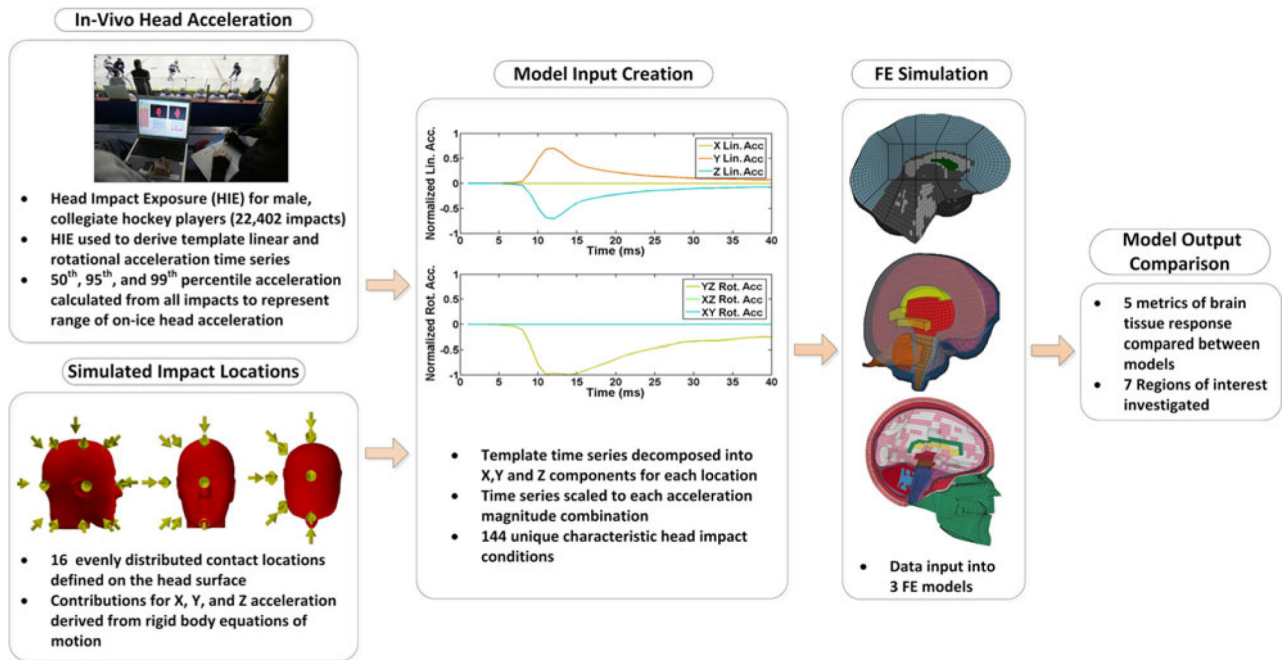 In-Vivo Head Acceleration
• Head Impact Exposure (HIE) for male,
collegiate hockey players (22,402 impacts)
• HIE used to derive template linear and
rotational acceleration time series
• 50th, 95th, and 99th percentile acceleration
calculated from all impacts to represent
range of on-ice head acceleration
Simulated Impact Locations
• 16 evenly distributed contact locations
defined on the head surface
• Contributions for X, Y, and Z acceleration
derived from rigid body equations of
motion
Model Input Creation
Normalized Lin. Acc.
1
0.5
0
-0.5
-1
X Lin. Acc
Y Lin. Acc
Z Lin. Acc
0 5 10 15 20 25 30 35 40
Time (ms)
Normalized Rot. Acc
1
0.5
0
-0.5
-1
YZ Rot. Acc
XZ Rot. Acc
XY Rot. Acc
0 5 10 15 20 25 30 35 40
Time (ms)
• Template time series decomposed into
X,Y and Z components for each location
• Time series scaled to each acceleration
magnitude combination
• 144 unique characteristic head impact
conditions
FE Simulation
• Data input into
3 FE models
Model Output
Comparison
• 5 metrics of brain
tissue response
compared between
models
• 7 Regions of interest
investigated